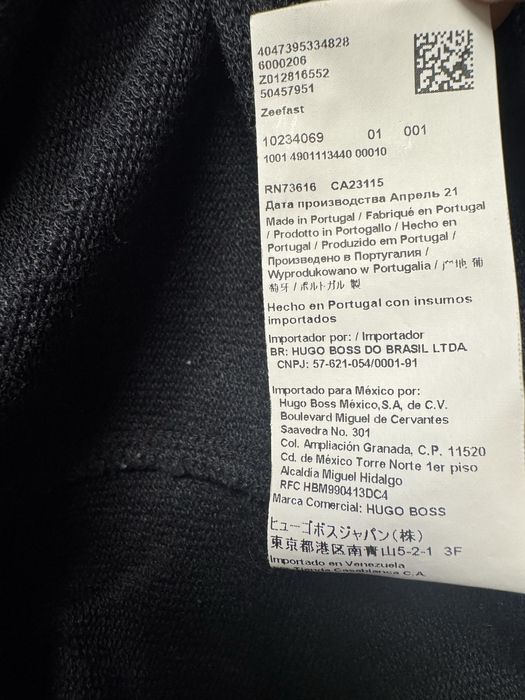 4047395334828
6000206
Z012816552
50457951
Zeefast
10234069 01 001
1001 4901113440 00010
RN73616 CA23115
Дата производства Апрель 21
Made in Portugal / Fabriqué en Portugal
/ Prodotto in Portogallo / Hecho en
Portugal / Produzido em Portugal /
Произведено в Португалии /
Wyprodukowano w Portugalia / 产地 葡
萄牙 / ポルトガル 製
Hecho en Portugal con insumos
importados
Importador por: / Importador
BR: HUGO BOSS DO BRASIL LTDA.
CNPJ: 57-621-054/0001-91
Importado para México por:
Hugo Boss México,S.A, de C.V.
Boulevard Miguel de Cervantes
Saavedra No. 301
Col. Ampliación Granada, C.P. 11520
Cd. de México Torre Norte 1er piso
Alcaldía Miguel Hidalgo
RFC HBM990413DC4
Marca Comercial: HUGO BOSS
ヒューゴボスジャパン(株)
東京都港区南青山5-2-1 3F
Importado en Venezuela
Tienda Casablanca C.A.